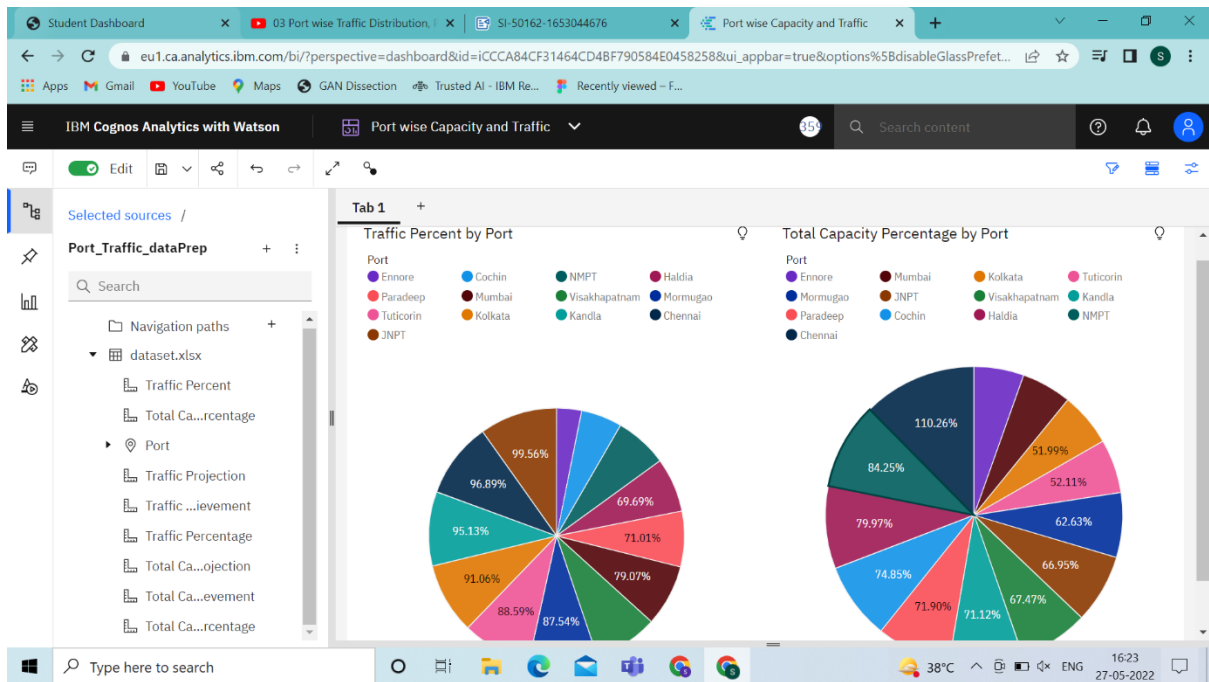 Student Dashboard
03 Port wise Traffic Distribution,
SI-50162-1653044676
Port wise Capacity and Traffic
eu1.ca.analytics.ibm.com/bi/?perspective=dashboard&id=iCCCA84CF31464CD4BF790584E0458258&ui_appbar=true&options%5BdisableGlassPrefet...
S
Apps
Gmail
YouTube
Maps
GAN Dissection
Trusted AI - IBM Re...
Recently viewed – F...
IBM Cognos Analytics with Watson
Port wise Capacity and Traffic
359
Search content
Edit
Selected sources /
Port_Traffic_dataPrep
Search
Navigation paths
dataset.xlsx
Traffic Percent
Total Ca...rcentage
Port
Traffic Projection
Traffic ...ievement
Traffic Percentage
Total Ca...ojection
Total Ca...evement
Total Ca...rcentage
Tab 1
Traffic Percent by Port
Port
Ennore Cochin NMPT Haldia
Paradeep Mumbai Visakhapatnam Mormugao
Tuticorin Kolkata Kandla Chennai
JNPT
99.56%
96.89%
69.69%
95.13%
71.01%
91.06%
79.07%
88.59%
87.54%
Total Capacity Percentage by Port
Port
Ennore Mumbai Kolkata Tuticorin
Mormugao JNPT Visakhapatnam Kandla
Paradeep Cochin Haldia NMPT
Chennai
110.26%
51.99%
84.25%
52.11%
79.97%
62.63%
74.85%
66.95%
71.90%
71.12%
67.47%
Type here to search
38°C
ENG
16:23
27-05-2022